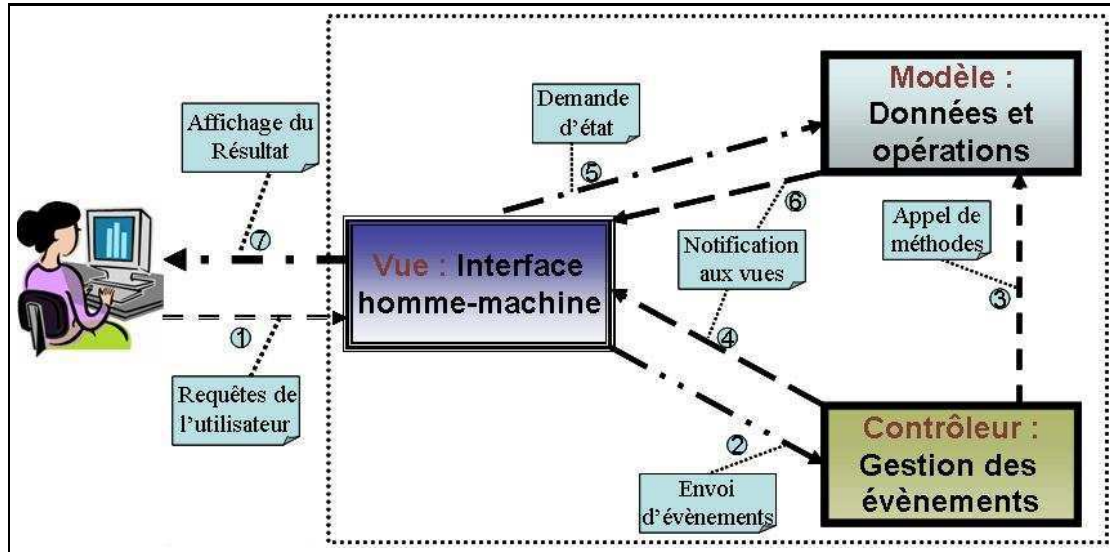 Modèle :
Données et
opérations
Demande
d'état
Affichage du
Résultat
⑤
⑥
Appel de
méthodes
Notification
aux vues
⑦
Vue : Interface
homme-machine
③
①
④
Requêtes de
l'utilisateur
②
Contrôleur :
Gestion des
évènements
Envoi
d'évènements